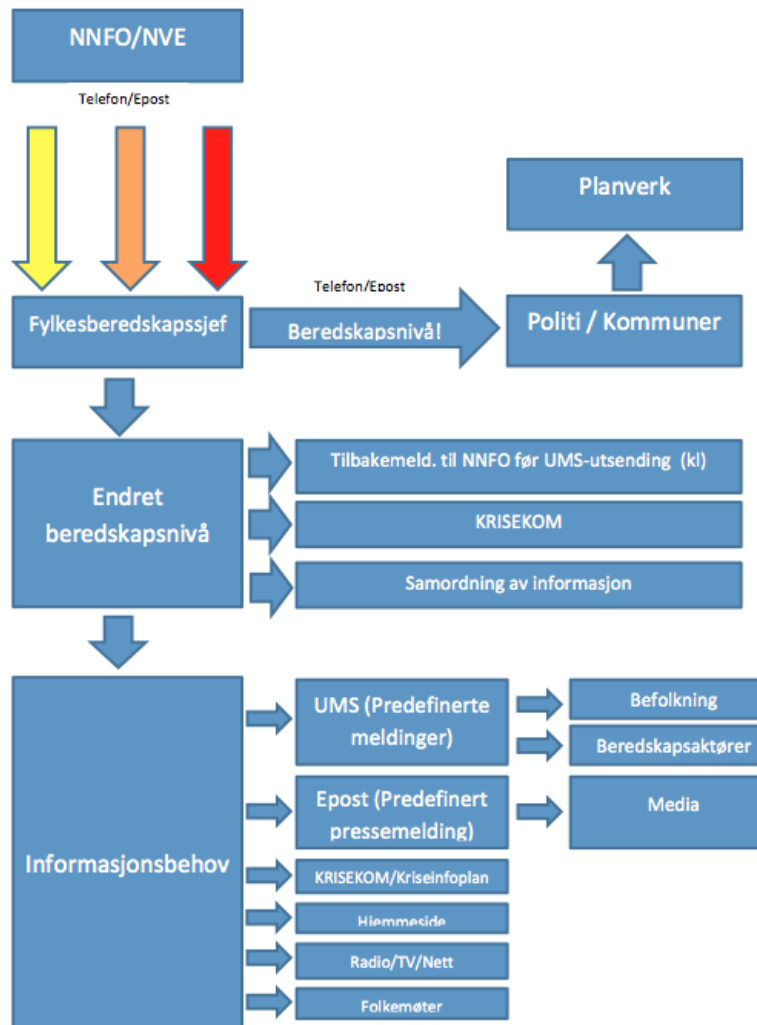 NNFO/NVE
Telefon/Epost
Planverk
Telefon/Epost
Fylkesberedskapssjef
Beredskapsnivå!
Politi / Kommuner
Endret
beredskapsnivå
Tilbakemeld. til NNFO før UMS-utsending (kl)
KRISEKOM
Samordning av informasjon
Informasjonsbehov
UMS (Predefinerte
meldinger)
Befolkning
Beredskapsaktører
Epost (Predefinert
pressemelding)
Media
KRISEKOM/Kriseinfoplan
Hjemmeside
Radio/TV/Nett
Folkemøter